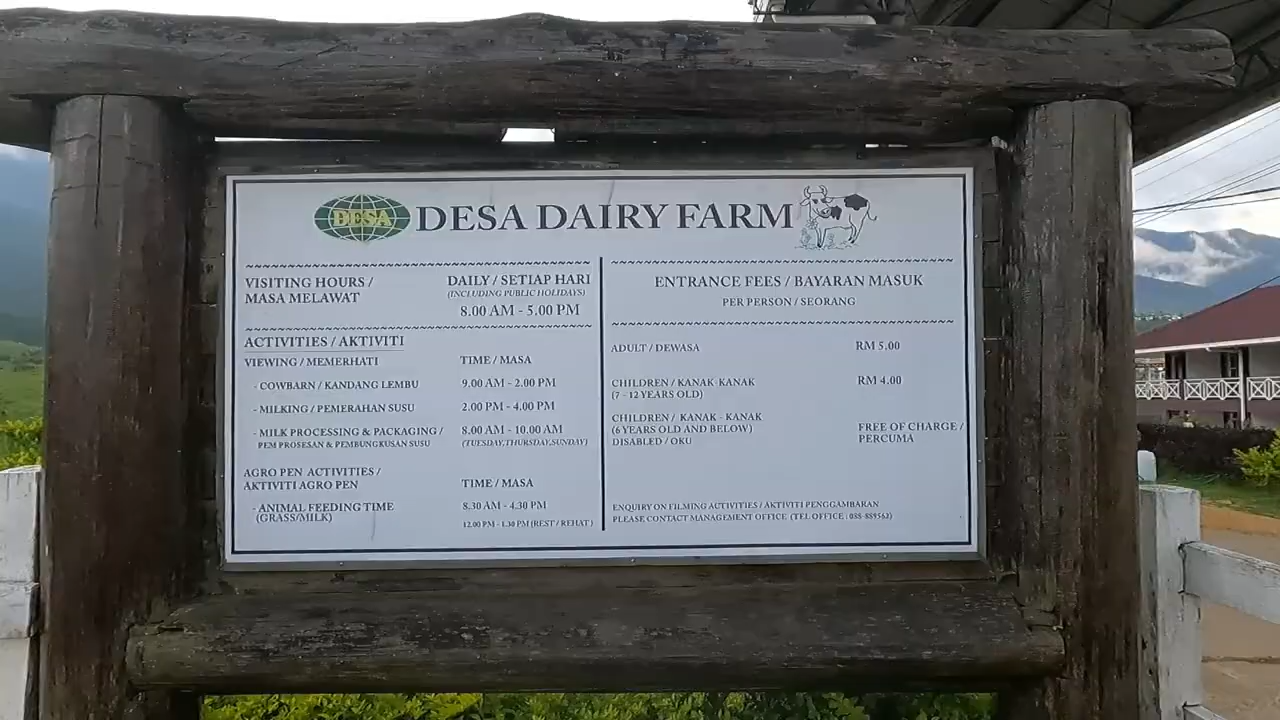 DESA DESA DAIRY FARM
VISITING HOURS /
MASA MELAWAT
DAILY / SETIAP HARI
(INCLUDING PUBLIC HOLIDAYS)
8.00 AM - 5.00 PM
ACTIVITIES / AKTIVITI
VIEWING / MEMERHATI TIME / MASA
- COWBARN / KANDANG LEMBU 9.00 AM - 2.00 PM
- MILKING / PEMERAHAN SUSU 2.00 PM - 4.00 PM
- MILK PROCESSING & PACKAGING / 8.00 AM - 10.00 AM
PEM PROSESAN & PEMBUNGKUSAN SUSU (TUESDAY,THURSDAY,SUNDAY)
AGRO PEN ACTIVITIES /
AKTIVITI AGRO PEN TIME / MASA
- ANIMAL FEEDING TIME 8.30 AM - 4.30 PM
(GRASS/MILK)
12.00 PM - 1.30 PM (REST / REHAT)
ENTRANCE FEES / BAYARAN MASUK
PER PERSON / SEORANG
ADULT / DEWASA RM 5.00
CHILDREN / KANAK-KANAK RM 4.00
(7 - 12 YEARS OLD)
CHILDREN / KANAK - KANAK
(6 YEARS OLD AND BELOW) FREE OF CHARGE /
DISABLED / OKU PERCUMA
ENQUIRY ON FILMING ACTIVITIES / AKTIVITI PENGGAMBARAN
PLEASE CONTACT MANAGEMENT OFFICE (TEL OFFICE : 088-889562)